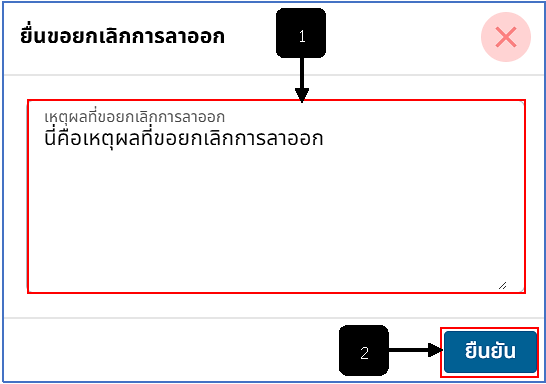 ยื่นขอยกเลิกการลาออก
1
เหตุผลที่ขอยกเลิกการลาออก
นี่คือเหตุผลที่ขอยกเลิกการลาออก
2
ยืนยัน